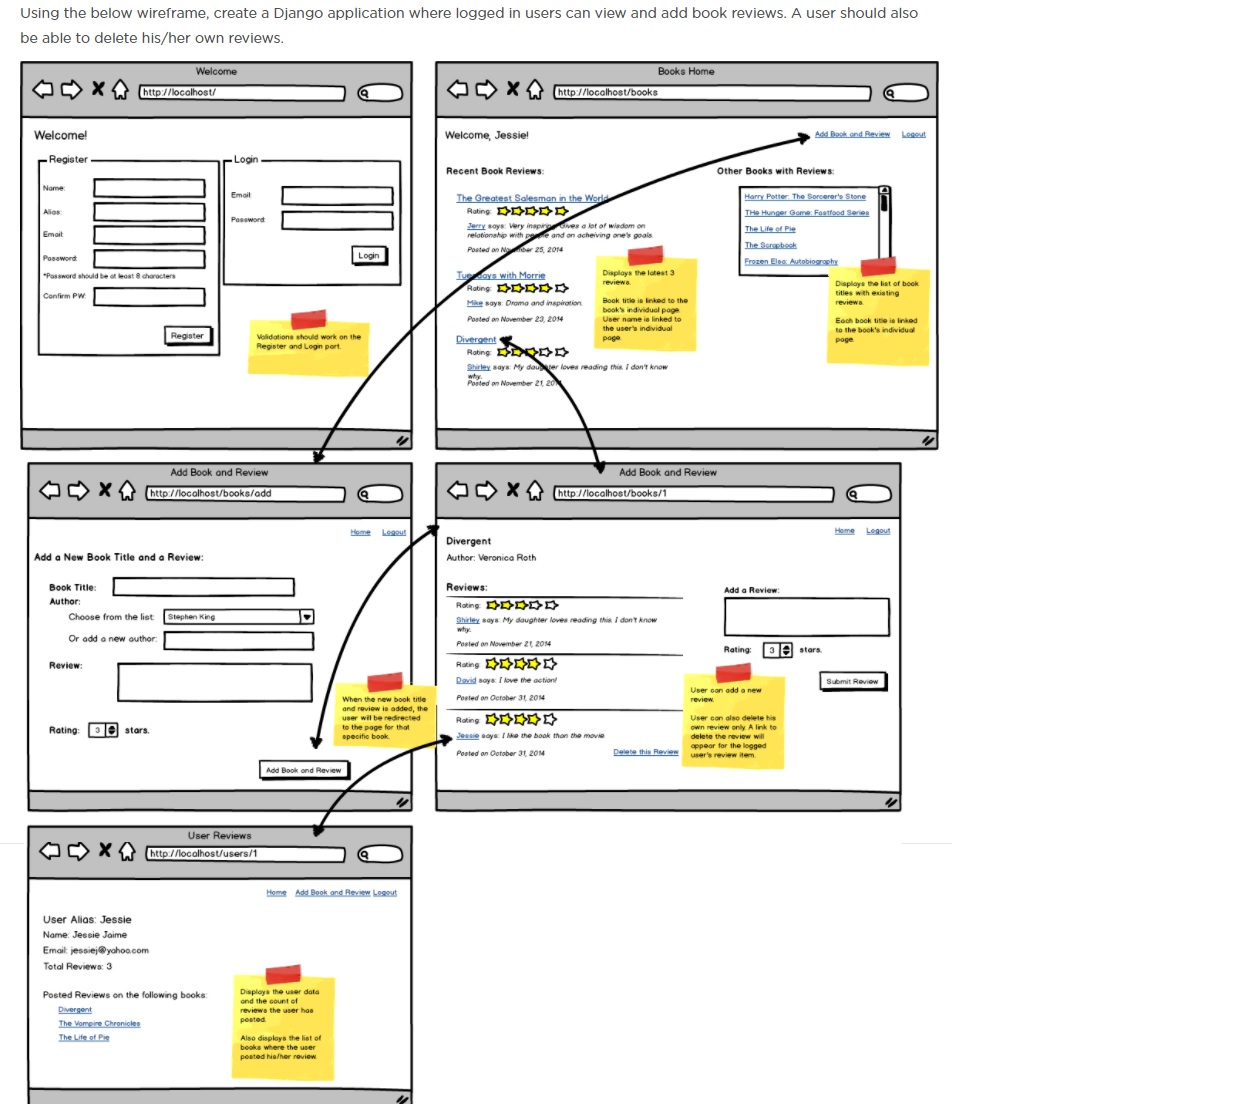 Using the below wireframe, create a Django application where logged in users can view and add book reviews. A user should also
be able to delete his/her own reviews.
Welcome
http://localhost/
Welcome!
Register
Name:
Alias:
Email:
Password:
*Password should be at least 8 characters
Confirm PW:
Register
Login
Email:
Password:
Login
Validations should work on the
Register and Login part.
Books Home
http://localhost/books
Welcome, Jessie!
Add Book and Review
Logout
Recent Book Reviews:
The Greatest Salesman in the World
Rating:
Jerry says: Very inspiring. Gives a lot of wisdom on
relationship with people and on acheiving one's goals.
Posted on November 25, 2014
Tuesdays with Morrie
Rating:
Mike says: Drama and inspiration.
Posted on November 23, 2014
Divergent
Rating:
Shirley says: My daughter loves reading this. I don't know
why.
Posted on November 21, 2014
Displays the latest 3
reviews.
Book title is linked to the
book's individual page.
User name is linked to
the user's individual
page.
Other Books with Reviews:
Harry Potter: The Sorcerer's Stone
THe Hunger Game: Fastfood Series
The Life of Pie
The Scrapbook
Frozen Elsa: Autobiography
Displays the list of book
titles with existing
reviews.
Each book title is linked
to the book's individual
page.
Add Book and Review
http://localhost/books/add
Home
Logout
Add a New Book Title and a Review:
Book Title:
Author:
Choose from the list:
Stephen King
Or add a new author:
Review:
Rating:
3
stars.
Add Book and Review
When the new book title
and review is added, the
user will be redirected
to the page for that
specific book.
Add Book and Review
http://localhost/books/1
Home
Logout
Divergent
Author: Veronica Roth
Reviews:
Rating:
Shirley says: My daughter loves reading this. I don't know
why.
Posted on November 21, 2014
Rating:
David says: I love the action!
Posted on October 31, 2014
Rating:
Jessie says: I like the book than the movie
Posted on October 31, 2014
Delete this Review
Add a Review:
Rating:
3
stars.
Submit Review
User can add a new
review.
User can also delete his
own review only. A link to
delete the review will
appear for the logged
user's review item.
User Reviews
http://localhost/users/1
Home
Add Book and Review
Logout
User Alias: Jessie
Name: Jessie Jaime
Email: jessiej@yahoo.com
Total Reviews: 3
Posted Reviews on the following books:
Divergent
The Vampire Chronicles
The Life of Pie
Displays the user data
and the count of
reviews the user has
posted.
Also displays the list of
books where the user
posted his/her review.